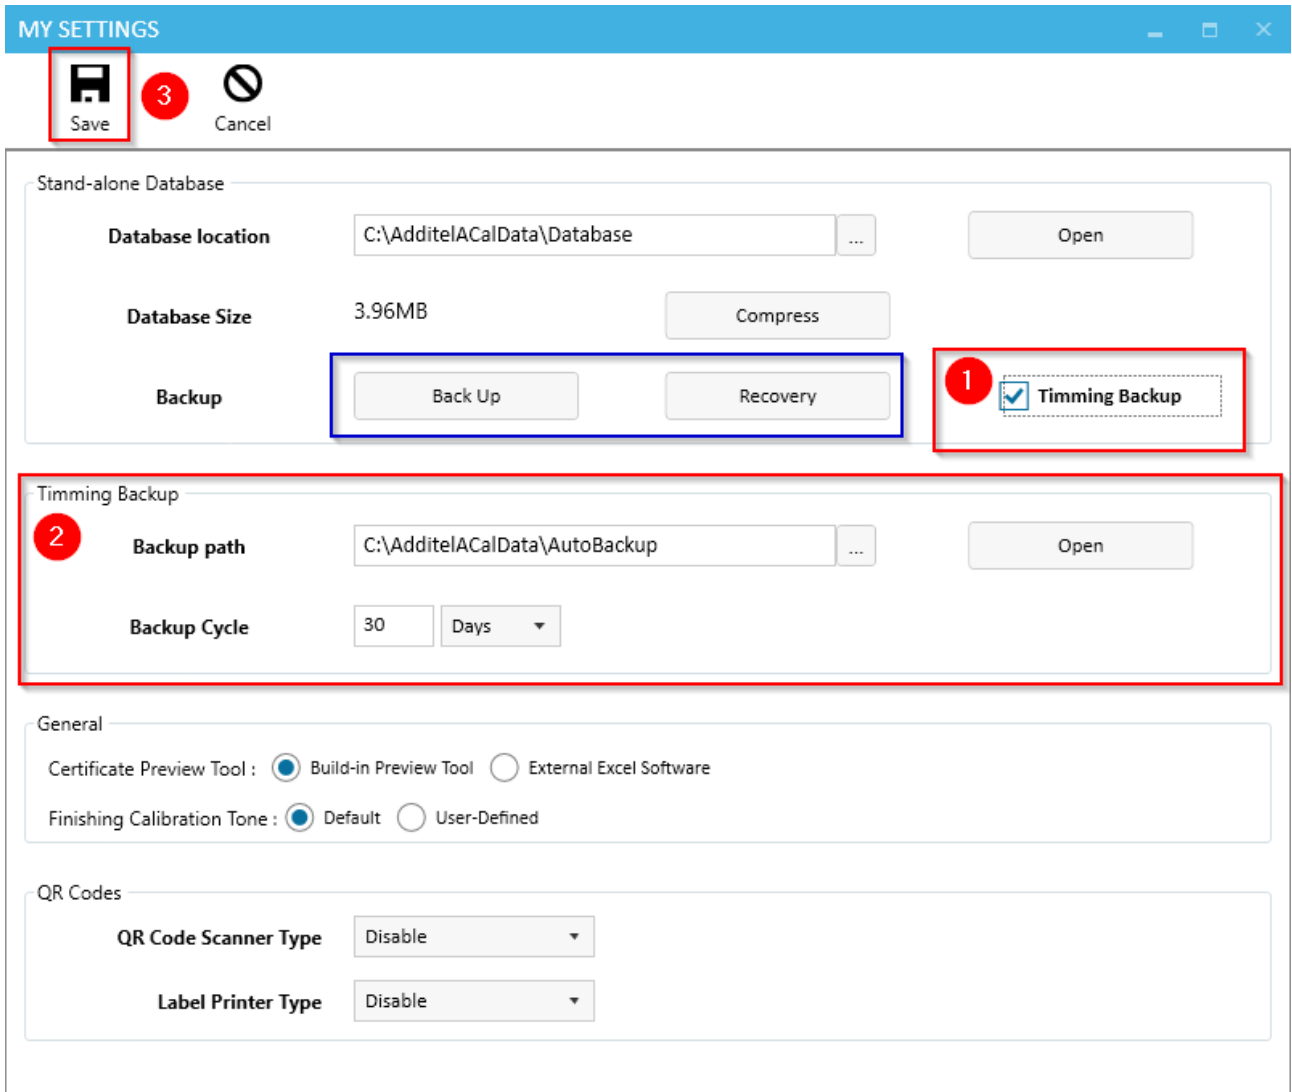 MY SETTINGS
Save 3 Cancel
Stand-alone Database
Database location C:\AdditelACalData\Database ... Open
Database Size 3.96MB Compress
Backup Back Up Recovery 1 Timming Backup
Timming Backup
2 Backup path C:\AdditelACalData\AutoBackup ... Open
Backup Cycle 30 Days
General
Certificate Preview Tool : Build-in Preview Tool External Excel Software
Finishing Calibration Tone : Default User-Defined
QR Codes
QR Code Scanner Type Disable
Label Printer Type Disable